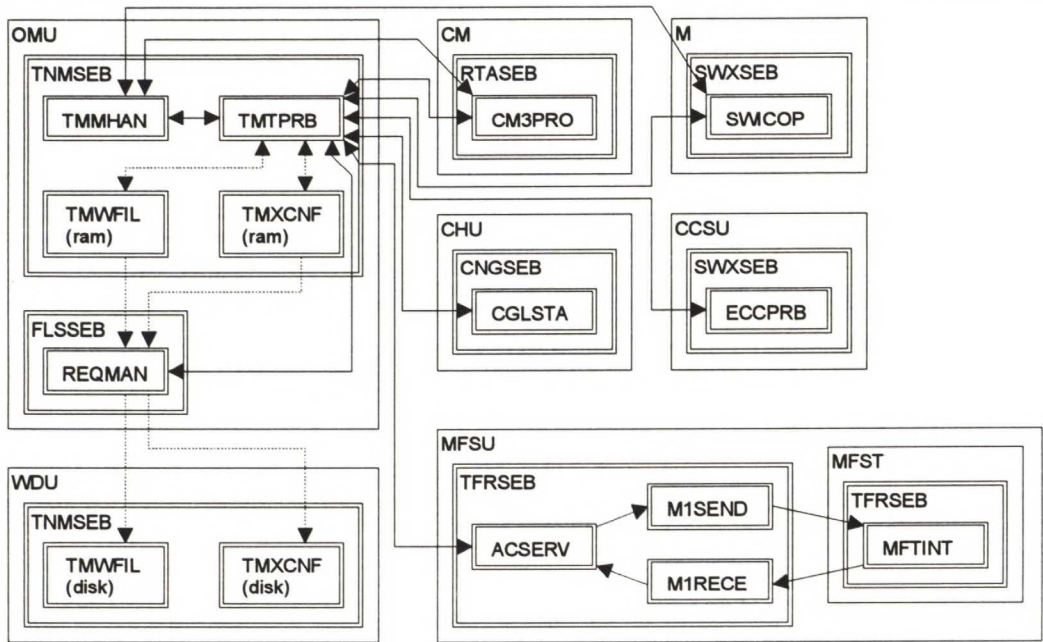 OMU
TNMSEB
TMMHAN
TMTPRB
TMWFIL
(ram)
TMXCNF
(ram)
FLSSEB
REQMAN
WDU
TNMSEB
TMWFIL
(disk)
TMXCNF
(disk)
CM
RTASEB
CM3PRO
M
SWXSEB
SWICOP
CHU
CNGSEB
CGLSTA
CCSU
SWXSEB
ECCPRB
MFSU
TFRSEB
ACSERV
M1SEND
M1RECE
MFST
TFRSEB
MFTINT